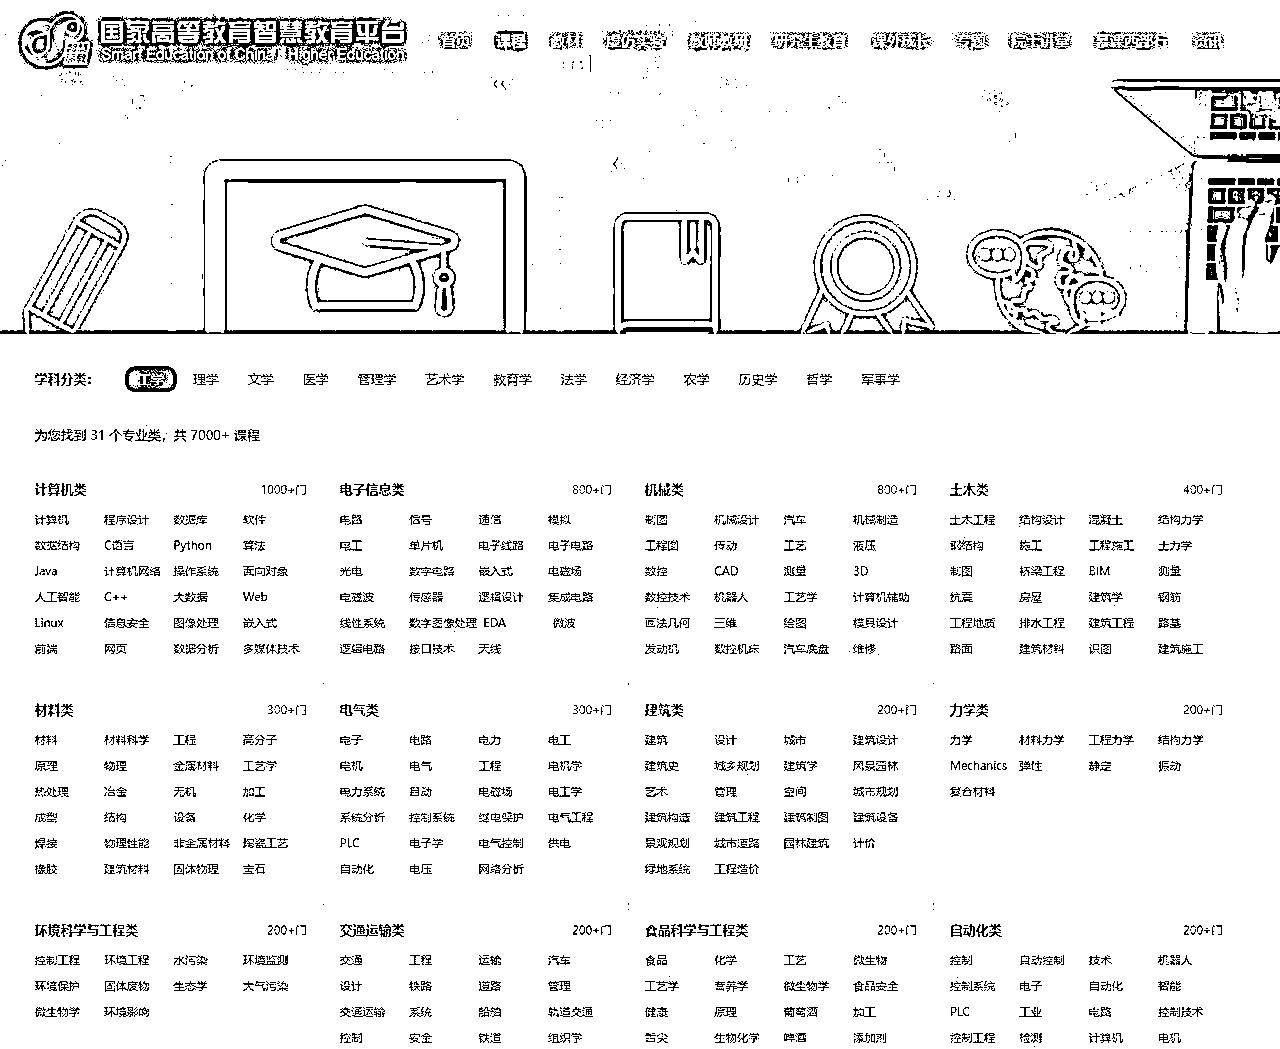 国家高等教育智慧教育平台
Smart Education of China Higher Education
首页 课程 教材 虚仿实验 教师教研 研究生教育 课外成长 专题 院士讲堂 慕课西部行 资讯
学科分类: 工学 理学 文学 医学 管理学 艺术学 教育学 法学 经济学 农学 历史学 哲学 军事学
为您找到 31 个专业类, 共 7000+ 课程
计算机类 1000+门 电子信息类 800+门 机械类 800+门 土木类 400+门
计算机 程序设计 数据库 软件 电路 信号 通信 模拟 制图 机械设计 汽车 机械制造 土木工程 结构设计 混凝土 结构力学
数据结构 C语言 Python 算法 电工 单片机 电子线路 电子电路 工程图 传动 工艺 液压 钢结构 施工 工程施工 土力学
Java 计算机网络 操作系统 面向对象 光电 数字电路 嵌入式 电磁场 数控 CAD 测量 3D 制图 桥梁工程 BIM 测量
人工智能 C++ 大数据 Web 电磁波 传感器 逻辑设计 集成电路 数控技术 机器人 工艺学 计算机辅助 抗震 房屋 建筑学 钢筋
Linux 信息安全 图像处理 嵌入式 线性系统 数字图像处理 EDA 微波 画法几何 三维 绘图 模具设计 工程地质 排水工程 建筑工程 路基
前端 网页 数据分析 多媒体技术 逻辑电路 接口技术 天线 发动机 数控机床 汽车底盘 维修 路面 建筑材料 识图 建筑施工
材料类 300+门 电气类 300+门 建筑类 200+门 力学类 200+门
材料 材料科学 工程 高分子 电子 电路 电力 电工 建筑 设计 城市 建筑设计 力学 材料力学 工程力学 结构力学
原理 物理 金属材料 工艺学 电机 电气 工程 电机学 建筑史 城乡规划 建筑学 风景园林 Mechanics 弹性 静定 振动
热处理 冶金 无机 加工 电力系统 自动 电磁场 电工学 艺术 管理 空间 城市规划 复合材料
成型 结构 设备 化学 系统分析 控制系统 继电保护 电气工程 建筑构造 建筑工程 建筑制图 建筑设备
焊接 物理性能 非金属材料 陶瓷工艺 PLC 电子学 电气控制 供电 景观规划 城市道路 园林建筑 计价
橡胶 建筑材料 固体物理 宝石 自动化 电压 网络分析 绿地系统 工程造价
环境科学与工程类 200+门 交通运输类 200+门 食品科学与工程类 200+门 自动化类 200+门
控制工程 环境工程 水污染 环境监测 交通 工程 运输 汽车 食品 化学 工艺 微生物 控制 自动控制 技术 机器人
环境保护 固体废物 生态学 大气污染 设计 铁路 道路 管理 工艺学 营养学 微生物学 食品安全 控制系统 电子 自动化 智能
微生物学 环境影响 交通运输 系统 船舶 轨道交通 健康 原理 葡萄酒 加工 PLC 工业 电路 控制技术
控制 安全 铁道 组织学 舌尖 生物化学 啤酒 添加剂 控制工程 检测 计算机 电机